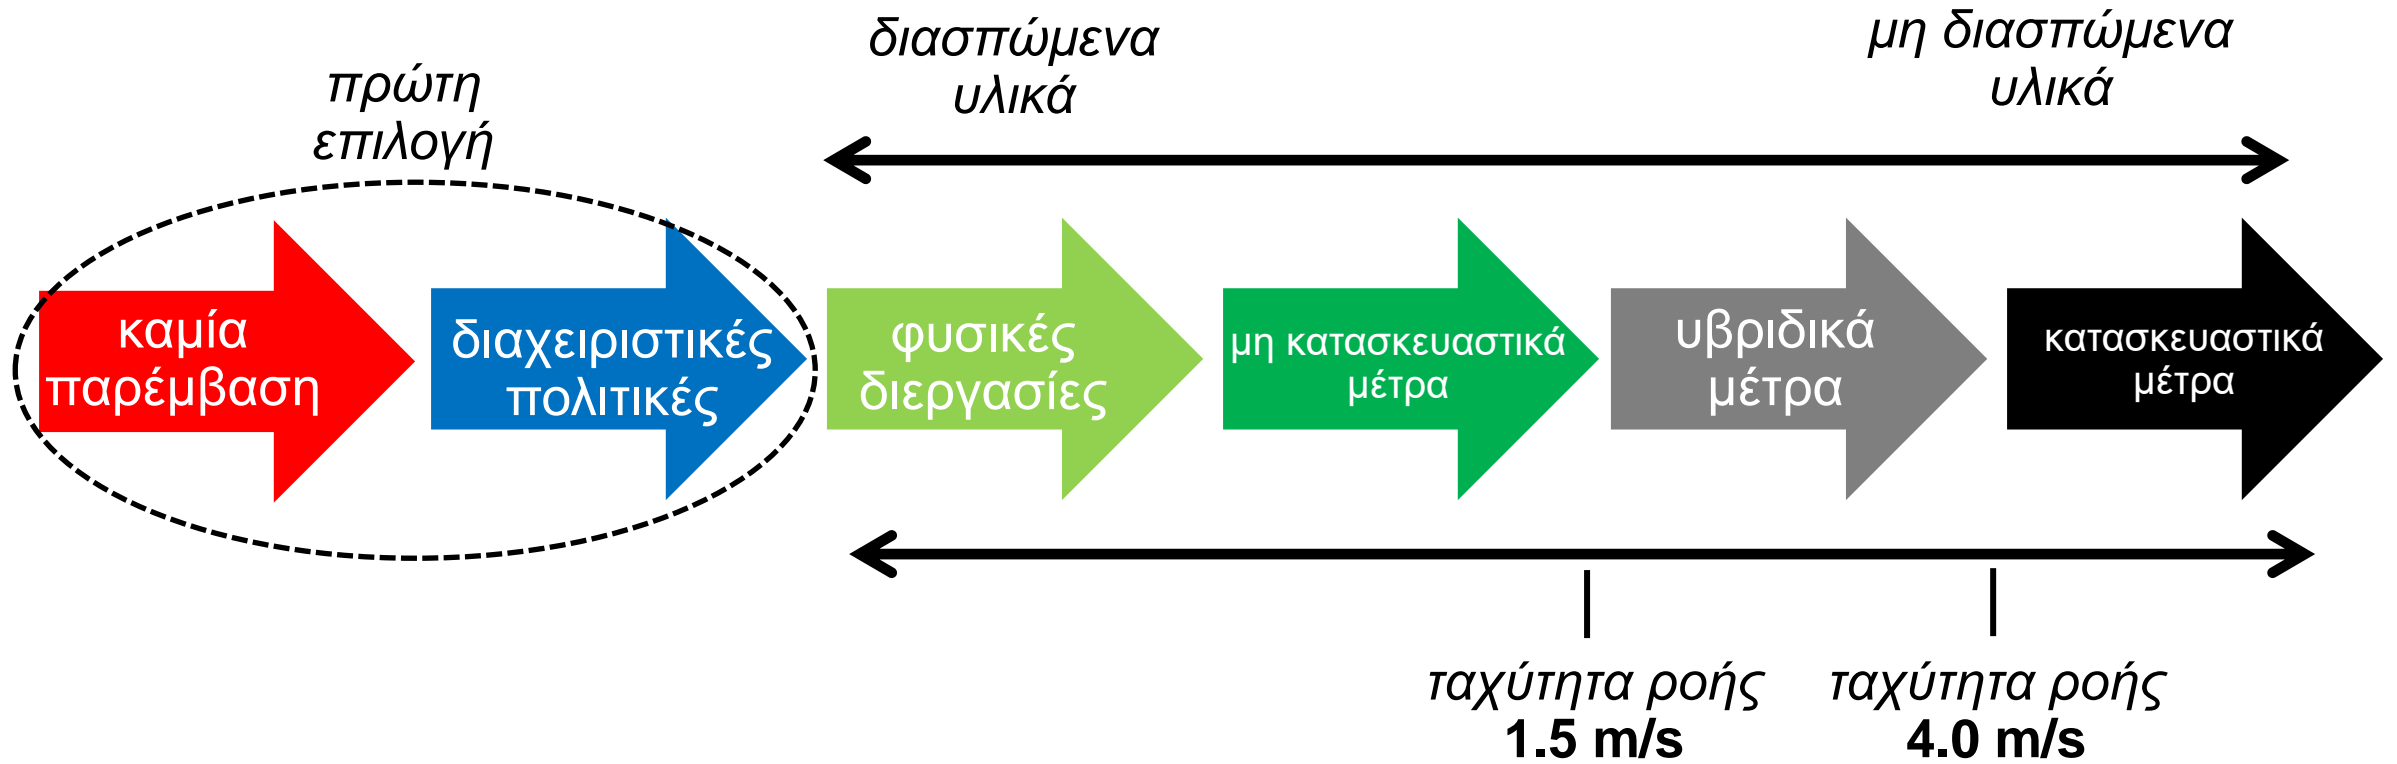 πρώτη
επιλογή
διασπώμενα
υλικά
μη διασπώμενα
υλικά
καμία
παρέμβαση
διαχειριστικές
πολιτικές
φυσικές
διεργασίες
μη κατασκευαστικά
μέτρα
υβριδικά
μέτρα
κατασκευαστικά
μέτρα
ταχύτητα ροής
1.5 m/s
ταχύτητα ροής
4.0 m/s